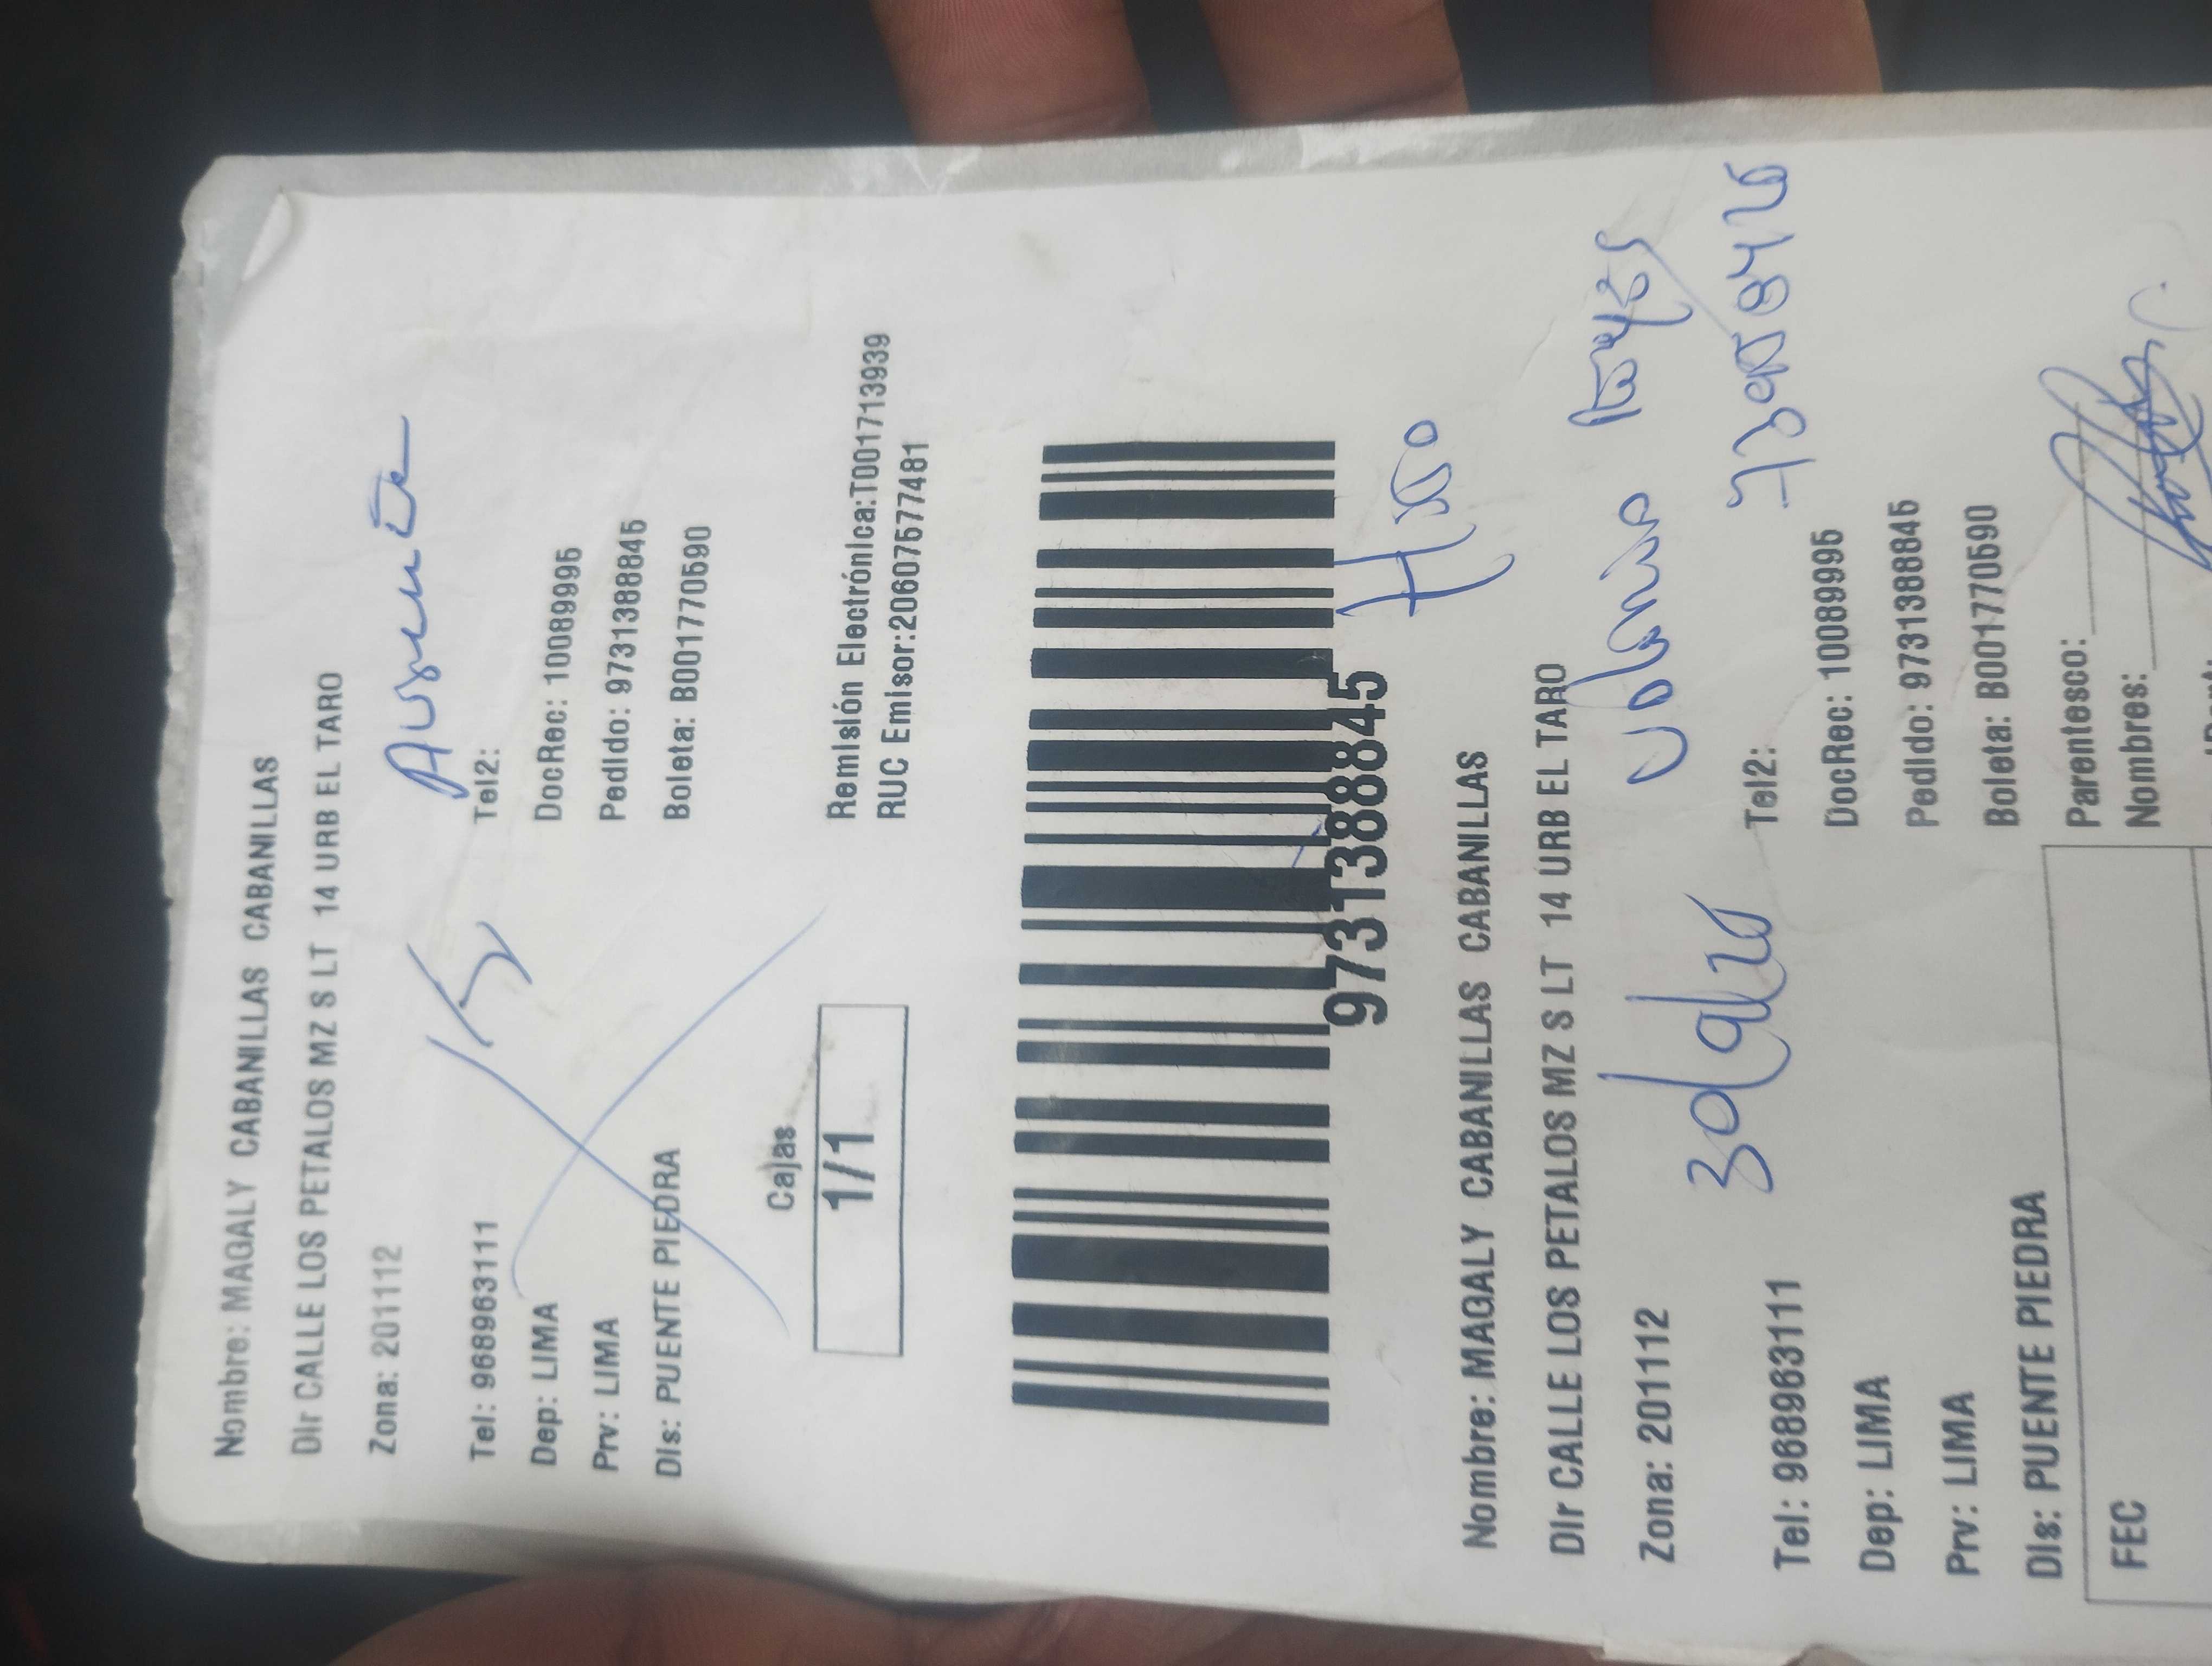 Nombre: MAGALY CABANILLAS CABANILLAS
Dir CALLE LOS PETALOS MZ S LT 14 URB EL TARO
Zona: 201112
Ausente
Tel: 968963111 Tel2:
Dep: LIMA DocRec: 10089995
Prv: LIMA Pedido: 973138845
Dis: PUENTE PIEDRA Boleta: B001770590
Cajas
1/1
Remisión Electrónica:T001713939
RUC Emisor:20607577481
973138845
Nombre: MAGALY CABANILLAS CABANILLAS
Dir CALLE LOS PETALOS MZ S LT 14 URB EL TARO
Zona: 201112
Tel: 968963111 Tel2:
Dep: LIMA DocRec: 10089995
Prv: LIMA Pedido: 973138845
Dis: PUENTE PIEDRA Boleta: B001770590
Parentesco:
FEC Nombres: